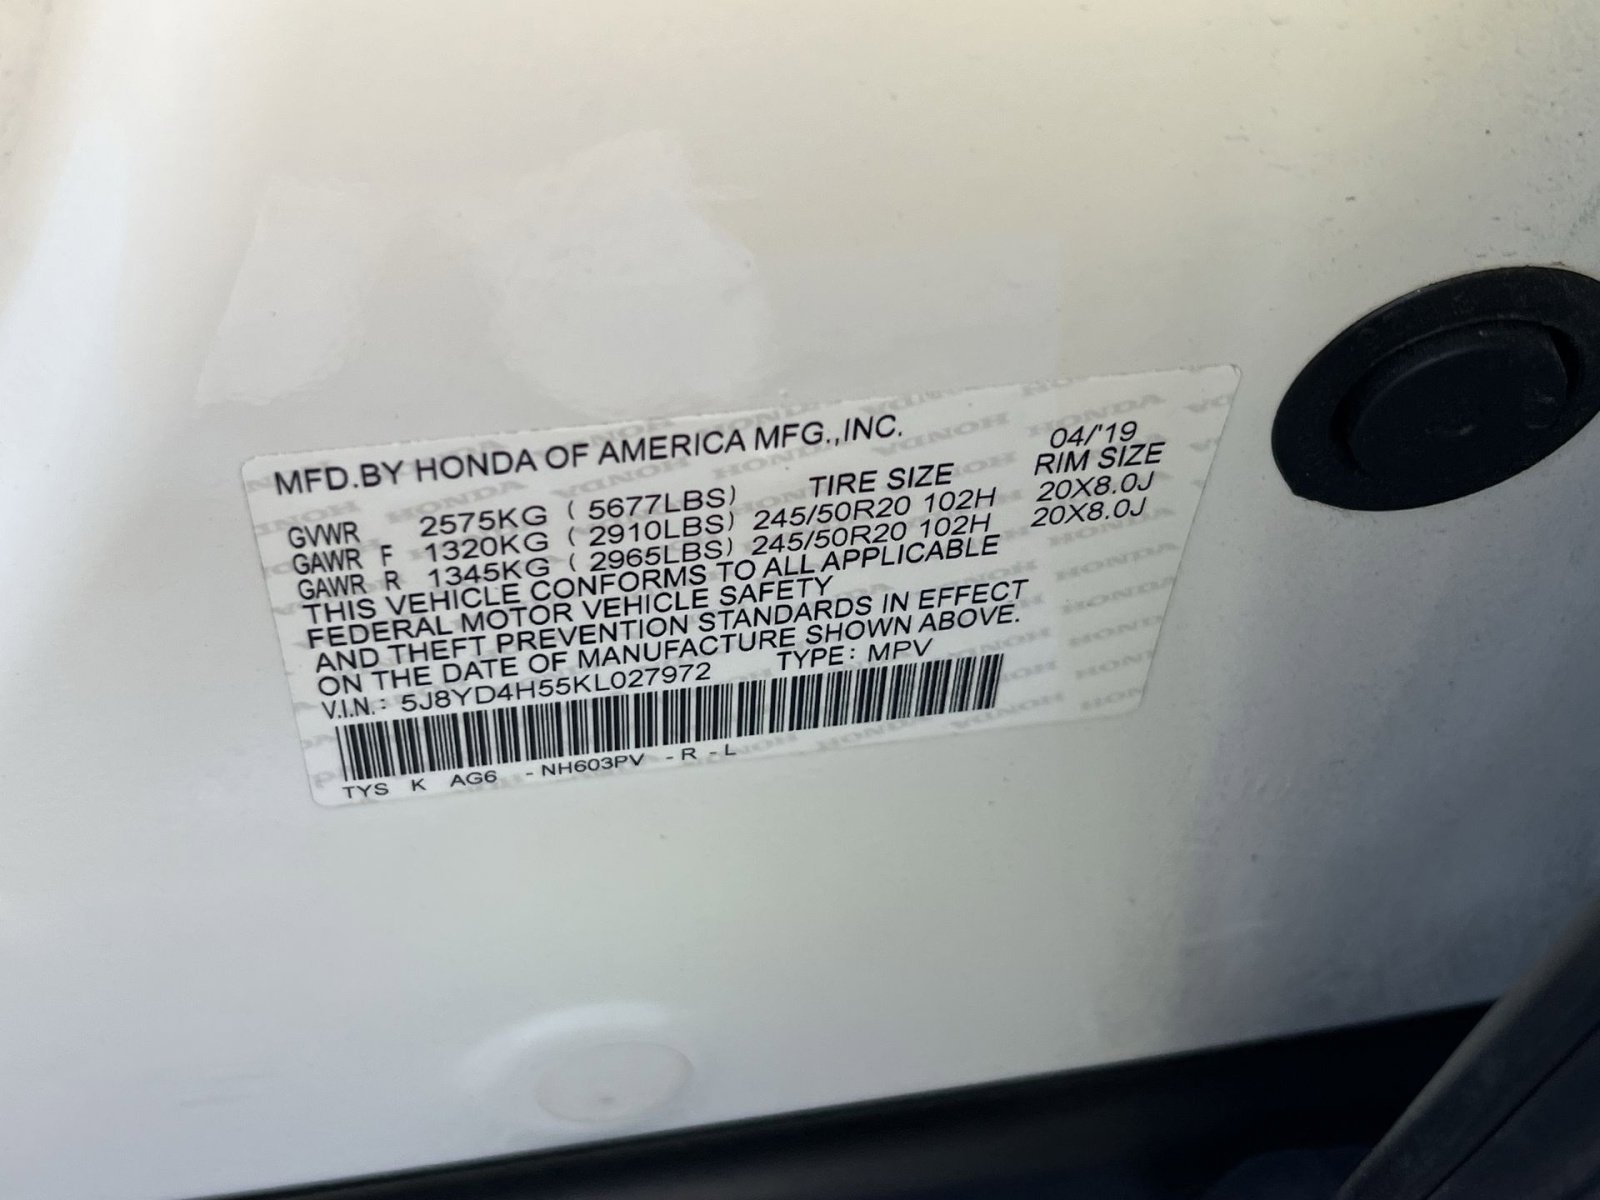 MFD.BY HONDA OF AMERICA MFG.,INC. 04/'19
TIRE SIZE RIM SIZE
GVWR 2575KG ( 5677LBS)
GAWR F 1320KG ( 2910LBS) 245/50R20 102H 20X8.0J
GAWR R 1345KG ( 2965LBS) 245/50R20 102H 20X8.0J
THIS VEHICLE CONFORMS TO ALL APPLICABLE
FEDERAL MOTOR VEHICLE SAFETY
AND THEFT PREVENTION STANDARDS IN EFFECT
ON THE DATE OF MANUFACTURE SHOWN ABOVE.
V.I.N.: 5J8YD4H55KL027972 TYPE: MPV
TYS K AG6 -NH603PV -R -L